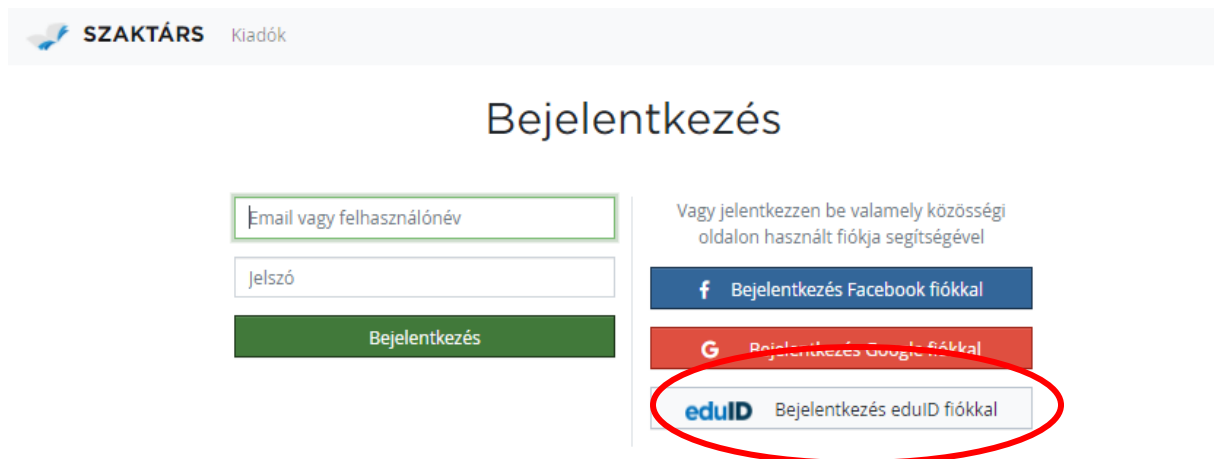 SZAKTÁRS Kiadók
Bejelentkezés
Email vagy felhasználónév
Jelszó
Bejelentkezés
Vagy jelentkezzen be valamely közösségi
oldalon használt fiókja segítségével
f Bejelentkezés Facebook fiókkal
G Bejelentkezés Google fiókkal
eduID Bejelentkezés eduID fiókkal